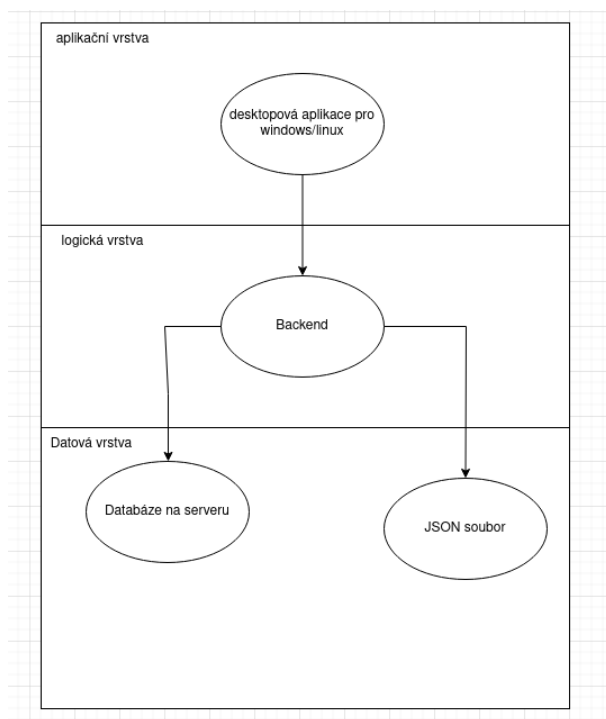 aplikační vrstva
desktopová aplikace pro
windows/linux
logická vrstva
Backend
Datová vrstva
Databáze na serveru
JSON soubor